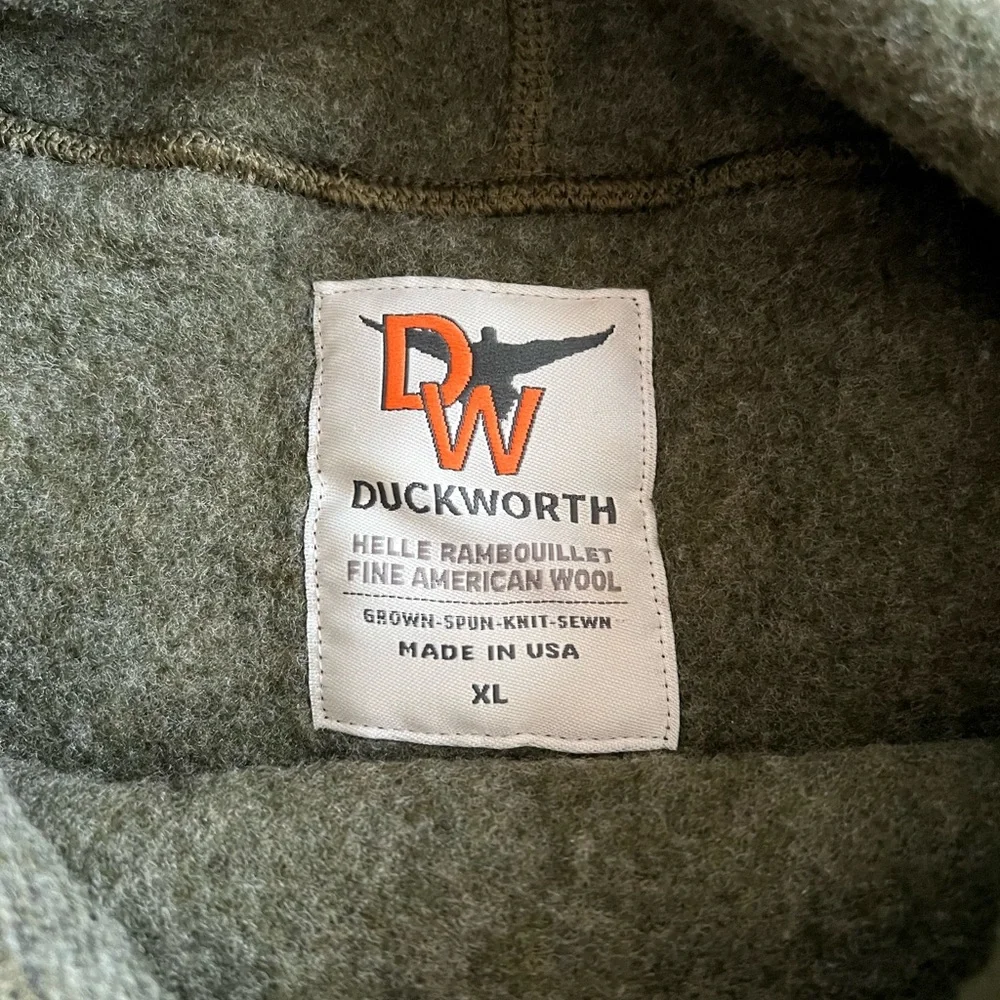 DW
DUCKWORTH
HELLE RAMBOUILLET
FINE AMERICAN WOOL
GROWN-SPUN-KNIT-SEWN
MADE IN USA
XL